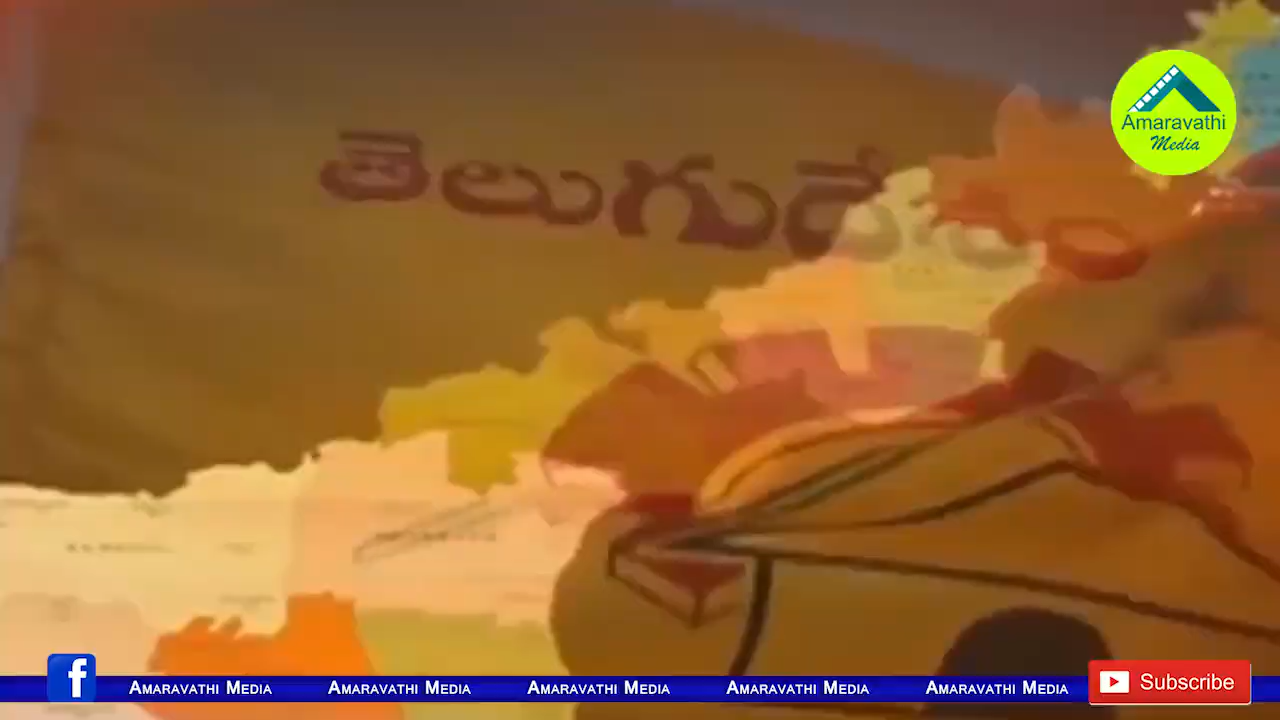 తెలుగుదేశం
Amaravathi
Media
f
Amaravathi Media Amaravathi Media Amaravathi Media Amaravathi Media Amaravathi Media
Subscribe